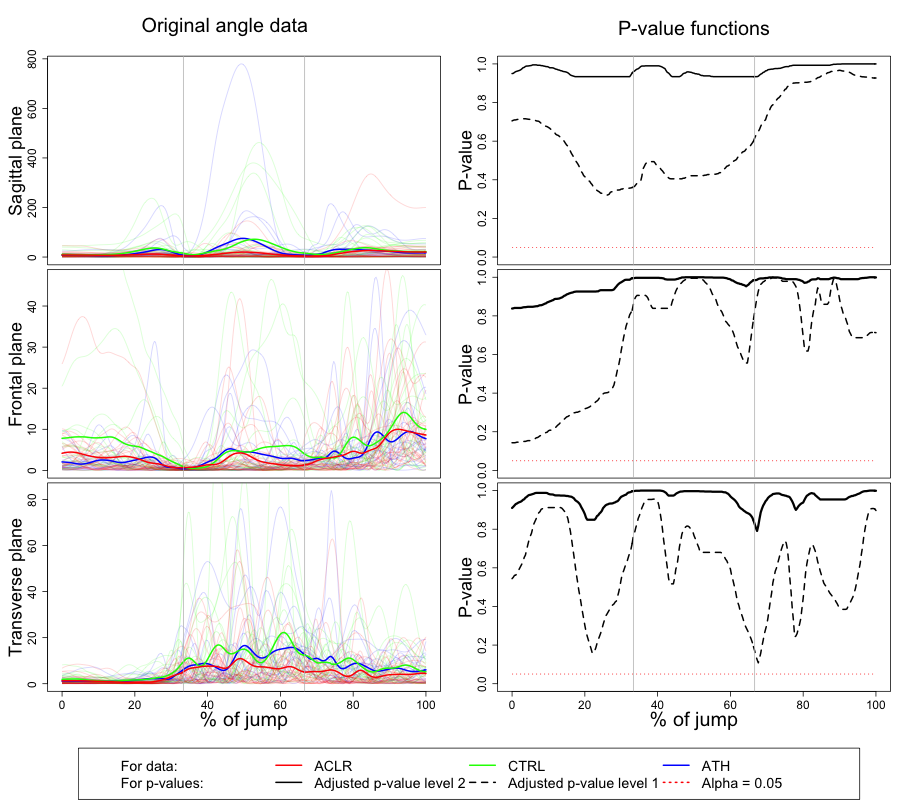 Original angle data
P-value functions
Sagittal plane
0 200 400 600 800
P-value
0.0 0.2 0.4 0.6 0.8 1.0
Frontal plane
0 10 20 30 40
P-value
0.0 0.2 0.4 0.6 0.8 1.0
Transverse plane
0 20 40 60 80
P-value
0.0 0.2 0.4 0.6 0.8 1.0
0 20 40 60 80 100
0 20 40 60 80 100
% of jump
% of jump
For data: ACLR CTRL ATH
For p-values: Adjusted p-value level 2 Adjusted p-value level 1 Alpha = 0.05